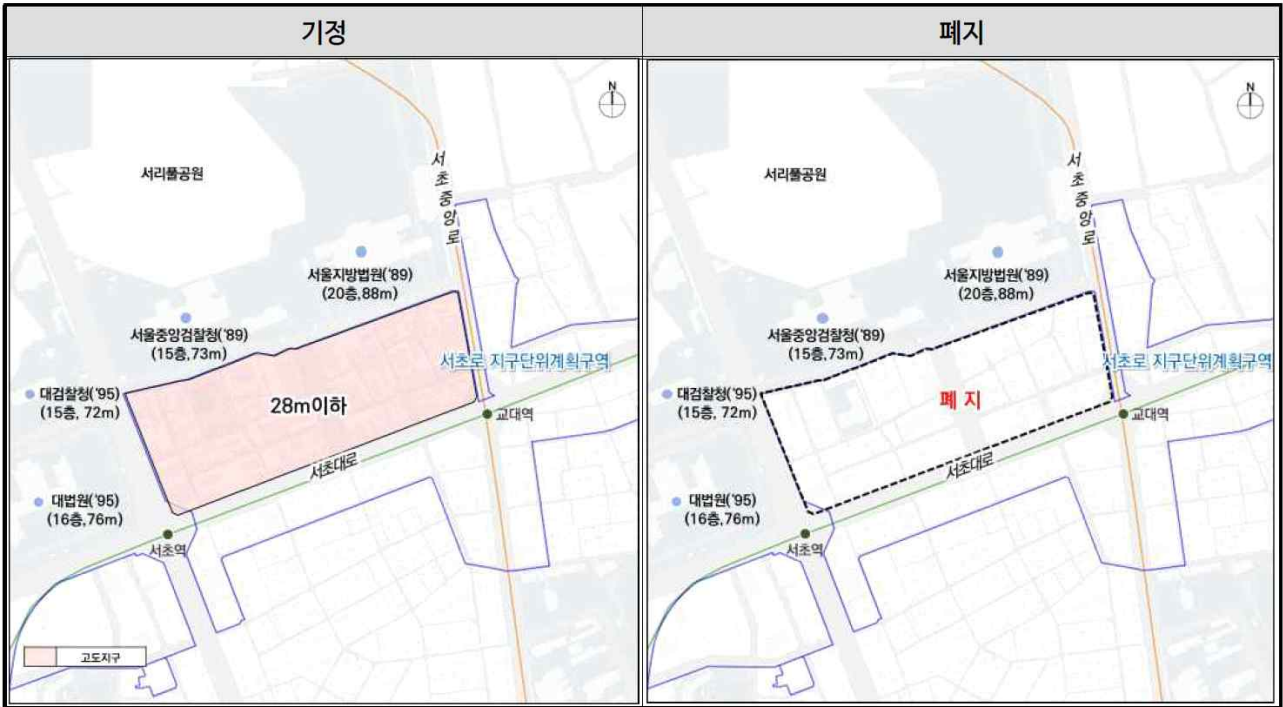 기정
폐지
N
서리풀공원
서초중앙로
서울지방법원('89)
(20층,88m)
서울중앙검찰청('89)
(15층,73m)
서초로 지구단위계획구역
대검찰청('95)
(15층, 72m)
28m이하
교대역
서초대로
대법원('95)
(16층,76m)
서초역
고도지구
N
서리풀공원
서초중앙로
서울지방법원('89)
(20층,88m)
서울중앙검찰청('89)
(15층,73m)
서초로 지구단위계획구역
대검찰청('95)
(15층, 72m)
폐 지
교대역
서초대로
대법원('95)
(16층,76m)
서초역